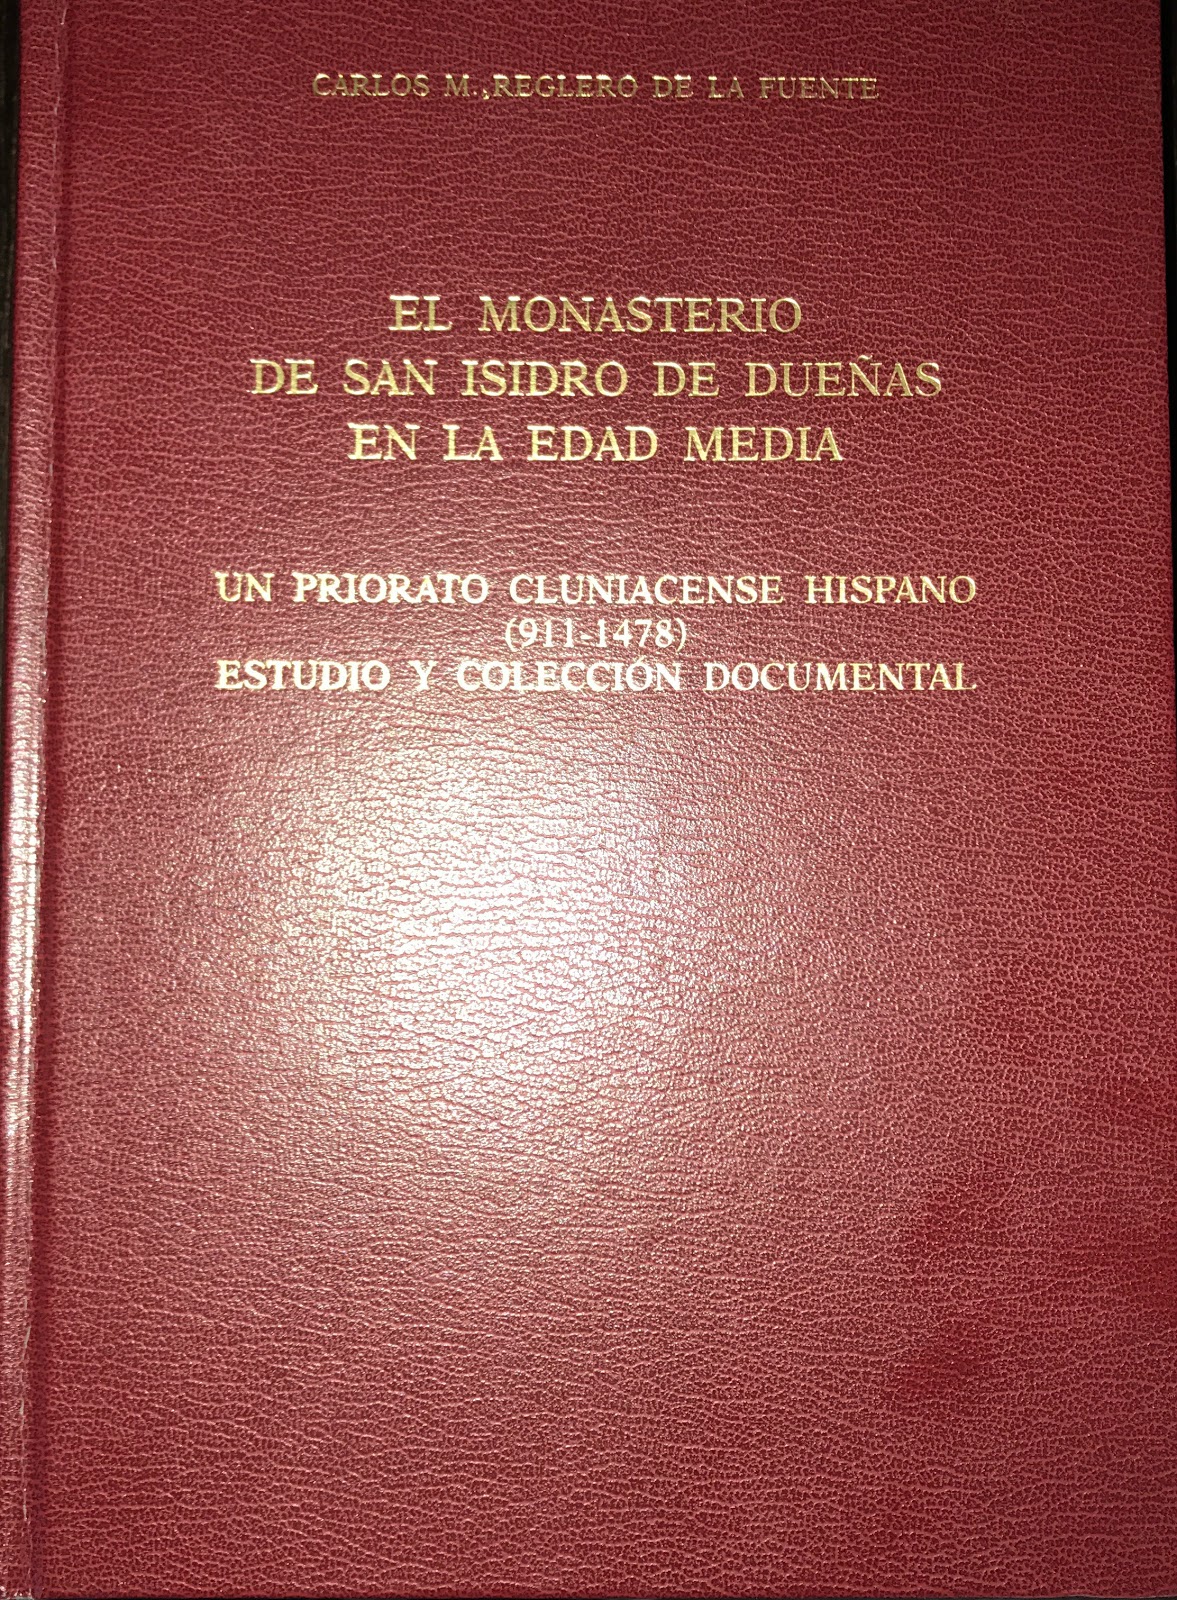 CARLOS M. REGLERO DE LA FUENTE
EL MONASTERIO
DE SAN ISIDRO DE DUEÑAS
EN LA EDAD MEDIA
UN PRIORATO CLUNIACENSE HISPANO
(911-1478)
ESTUDIO Y COLECCIÓN DOCUMENTAL